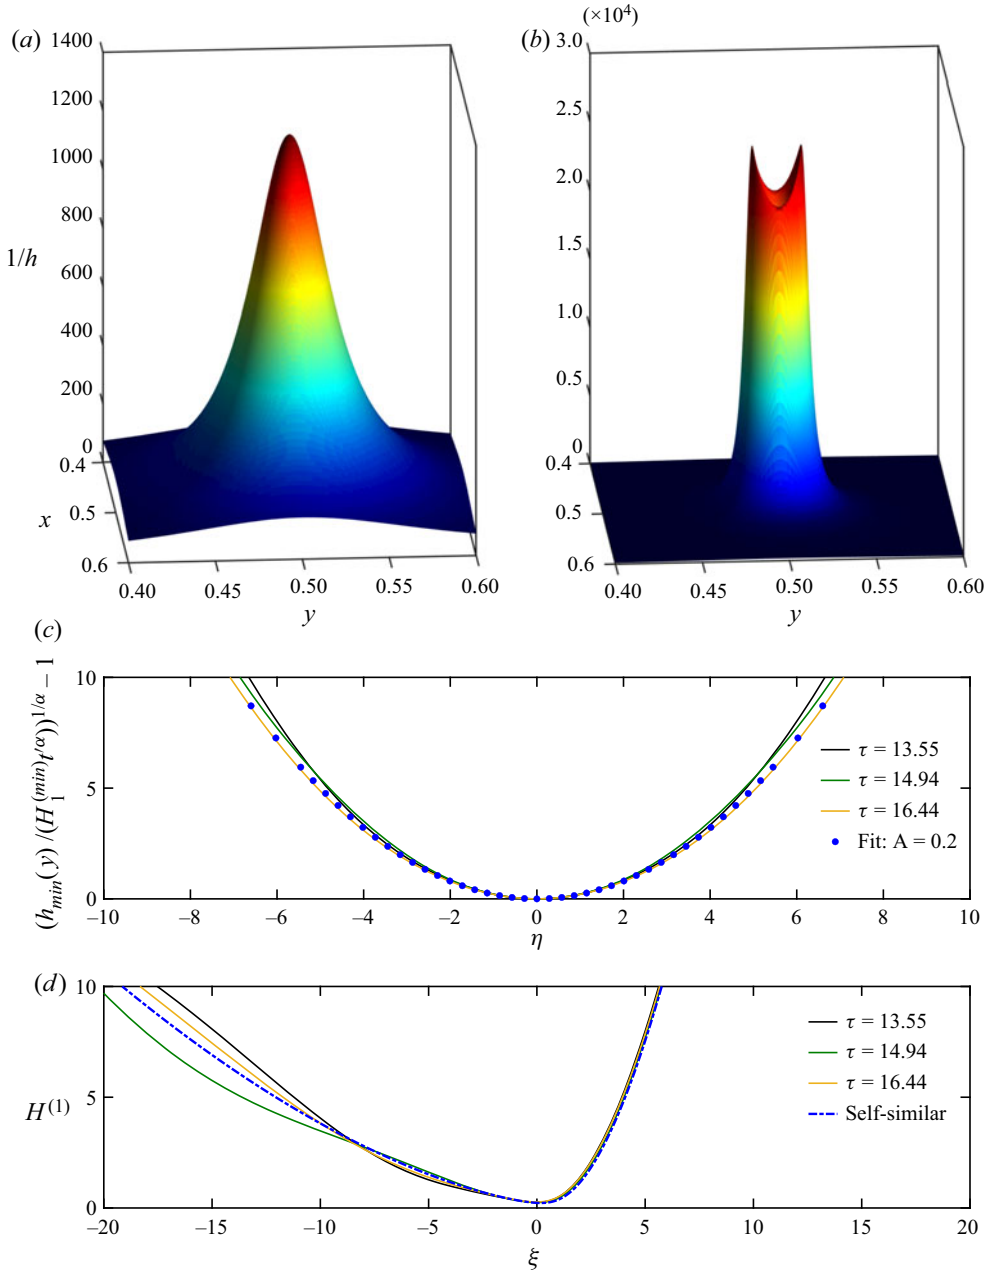 (×10⁴)
(a) 1400
1200
1000
800
1/h 600
400
200
0
0.4
x 0.5
0.6
0.40 0.45 0.50 0.55 0.60
y
(b) 3.0
2.5
2.0
1.5
1.0
0.5
0
0.4
0.5
0.6
0.40 0.45 0.50 0.55 0.60
y
(c)
(h_min(y)/(H_1^(min)t′^α))^1/α – 1
10
5
0
–10 –8 –6 –4 –2 0 2 4 6 8 10
η
τ = 13.55
τ = 14.94
τ = 16.44
Fit: A = 0.2
(d) 10
H^(1) 5
0
–20 –15 –10 –5 0 5 10 15 20
ξ
τ = 13.55
τ = 14.94
τ = 16.44
Self-similar